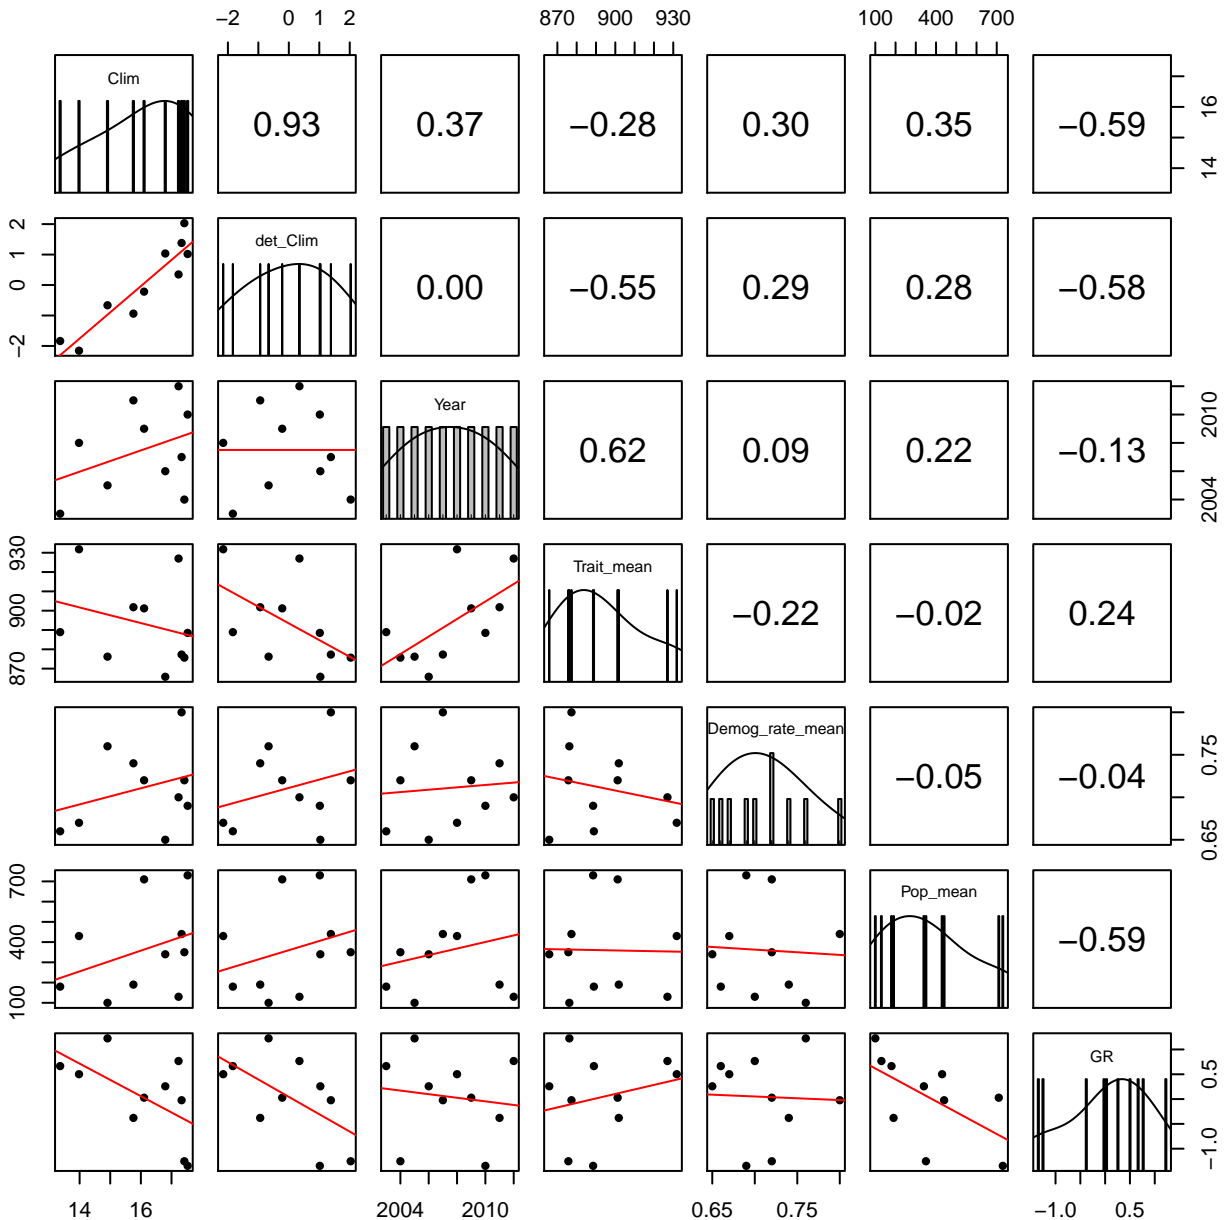 −2 0 1 2 870 900 930 100 400 700
Clim 0.93 0.37 −0.28 0.30 0.35 −0.59 14 16
−2 0 1 2 det_Clim 0.00 −0.55 0.29 0.28 −0.58
Year 0.62 0.09 0.22 −0.13 2004 2010
870 900 930 Trait_mean −0.22 −0.02 0.24
Demog_rate_mean −0.05 −0.04 0.65 0.75
100 400 700 Pop_mean −0.59
GR −1.0 0.5
14 16 2004 2010 0.65 0.75 −1.0 0.5